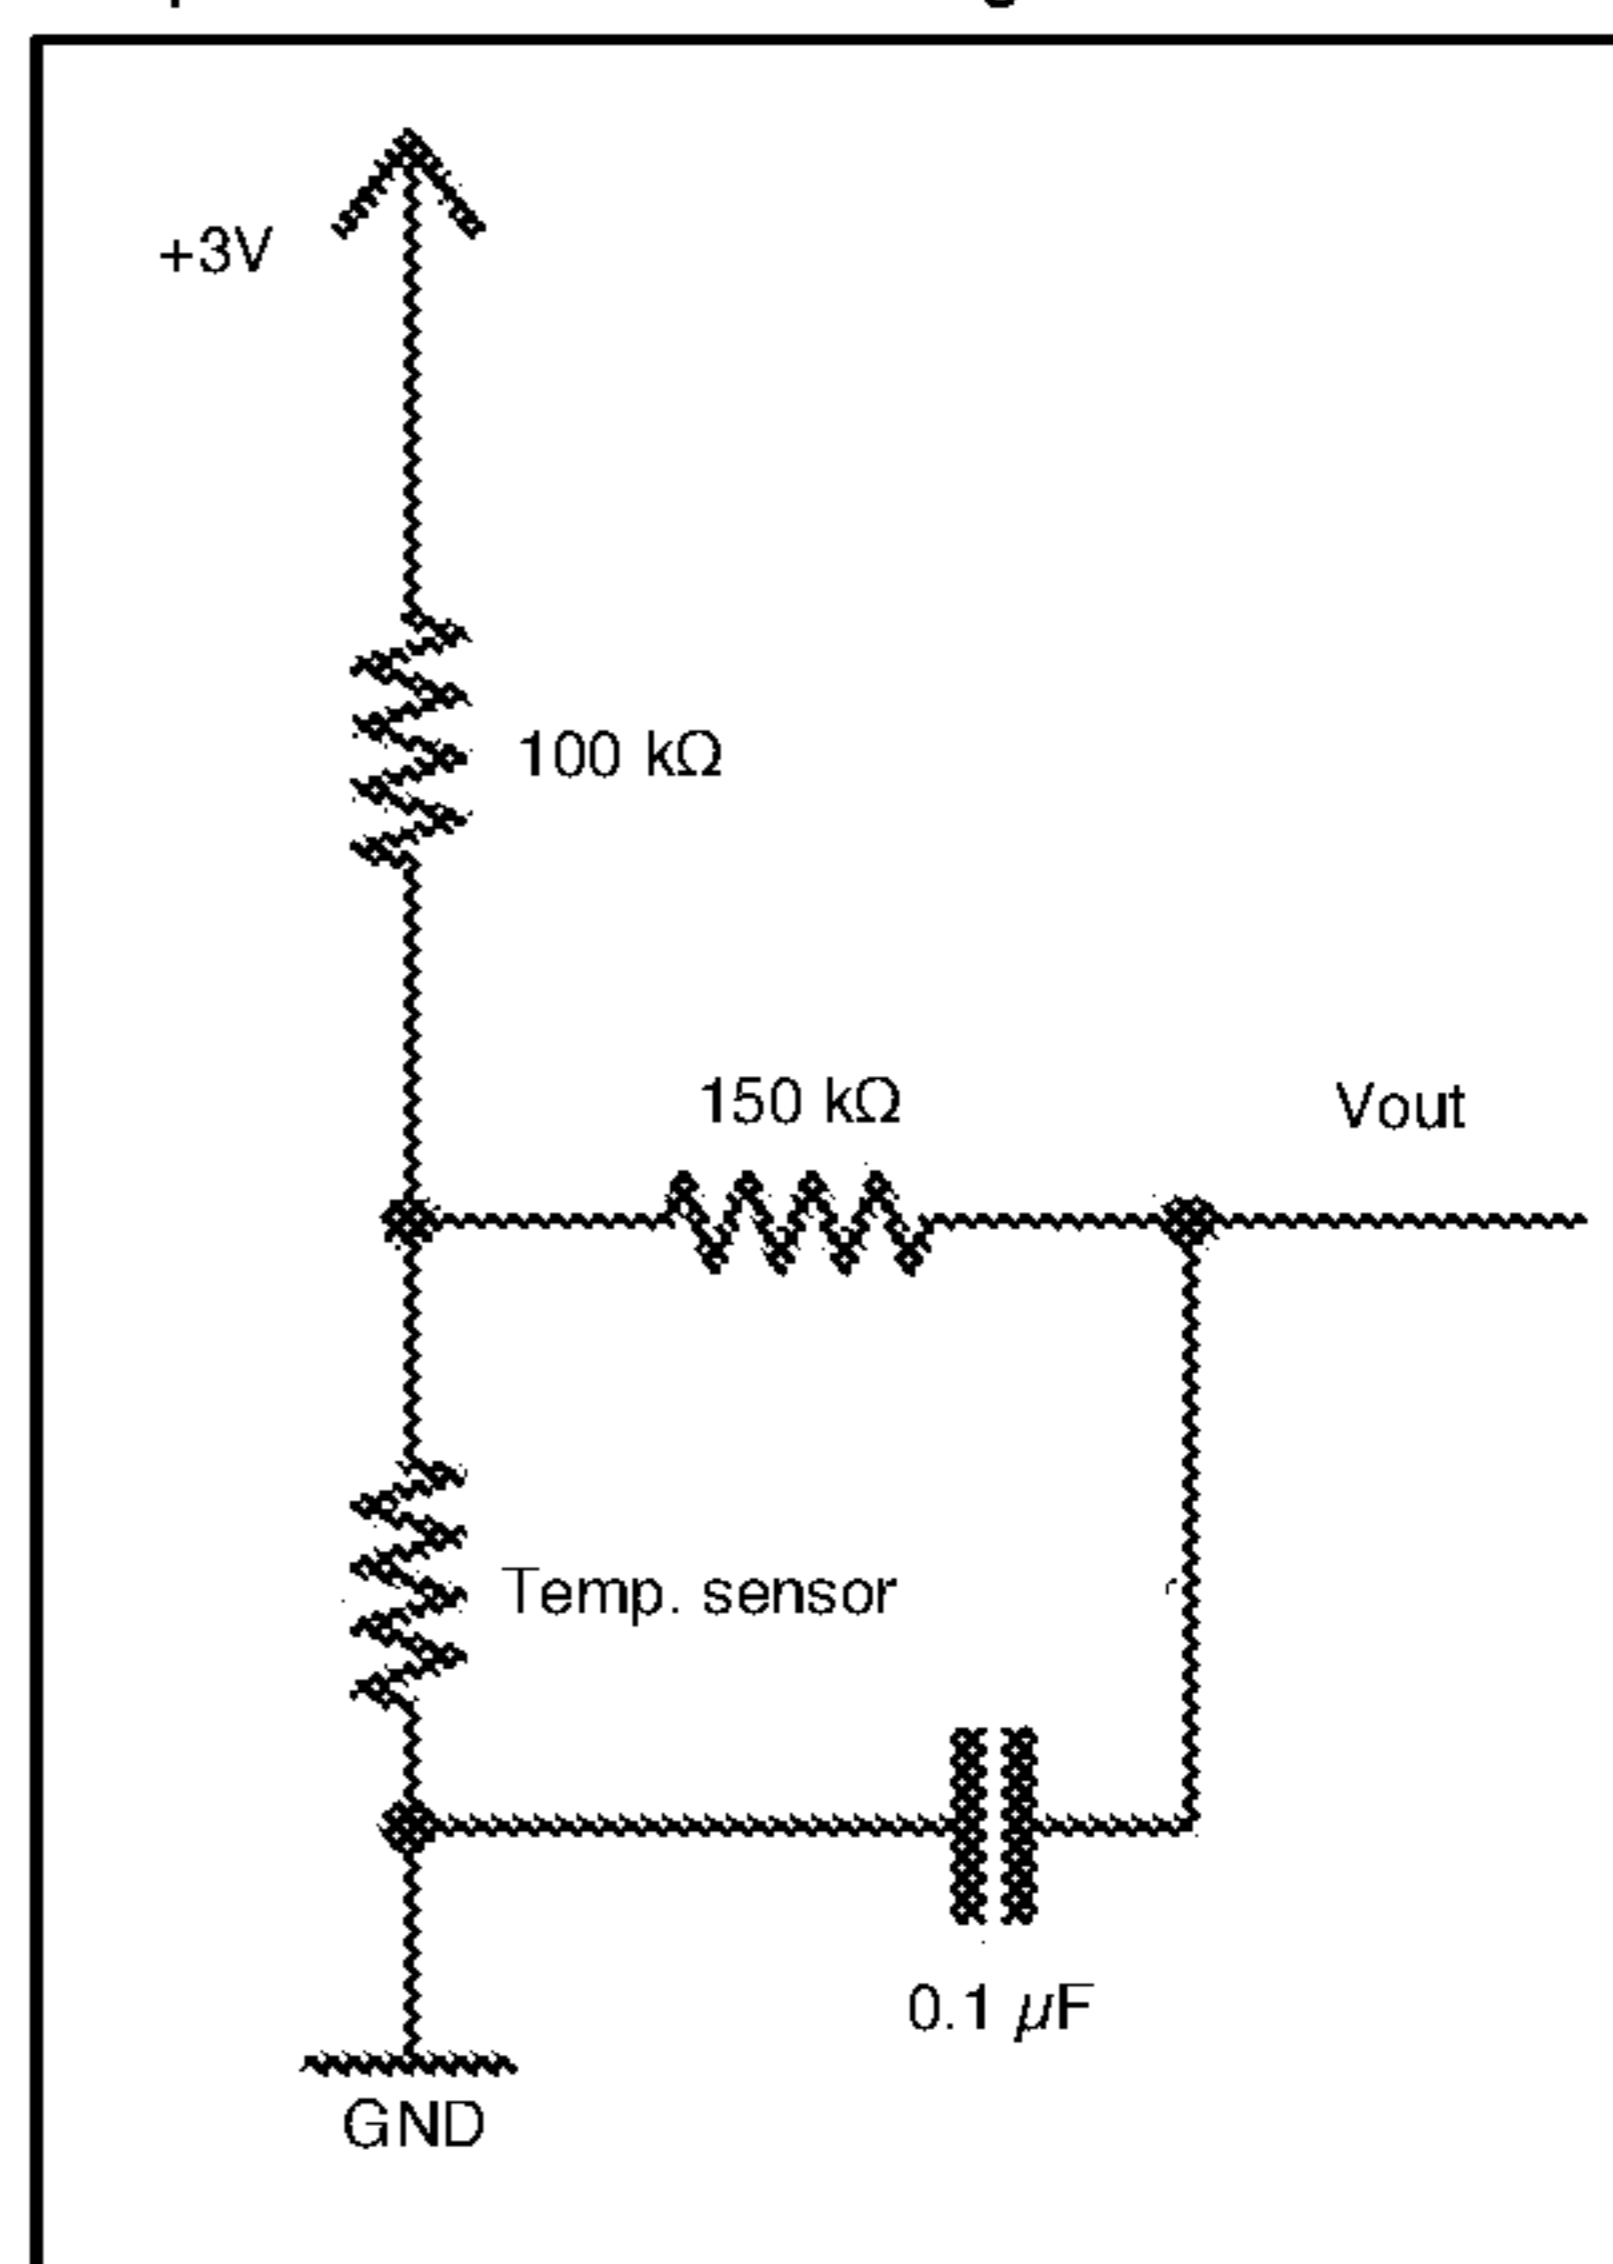 +3V
100 kΩ
150 kΩ
Vout
Temp. sensor
0.1 µF
GND